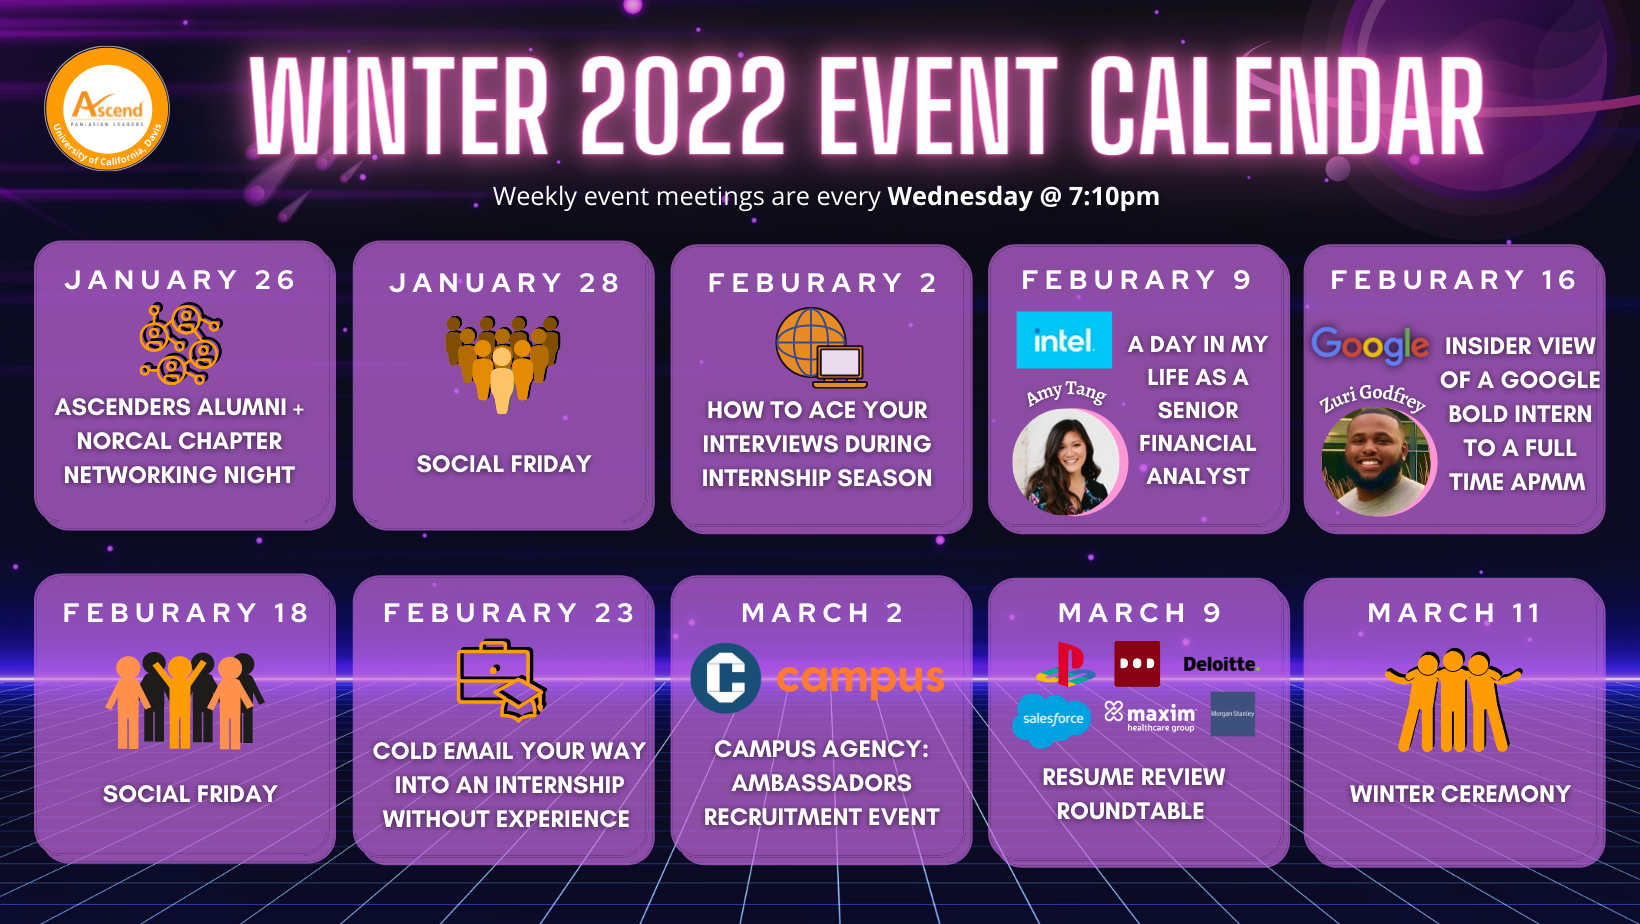 Ascend
PAN-ASIAN LEADERS
University of California, Davis
WINTER 2022 EVENT CALENDAR
Weekly event meetings are every Wednesday @ 7:10pm
JANUARY 26
ASCENDERS ALUMNI +
NORCAL CHAPTER
NETWORKING NIGHT
JANUARY 28
SOCIAL FRIDAY
FEBURARY 2
HOW TO ACE YOUR
INTERVIEWS DURING
INTERNSHIP SEASON
FEBURARY 9
intel.
Amy Tang
A DAY IN MY
LIFE AS A
SENIOR
FINANCIAL
ANALYST
FEBURARY 16
Google
Zuri Godfrey
INSIDER VIEW
OF A GOOGLE
BOLD INTERN
TO A FULL
TIME APMM
FEBURARY 18
SOCIAL FRIDAY
FEBURARY 23
COLD EMAIL YOUR WAY
INTO AN INTERNSHIP
WITHOUT EXPERIENCE
MARCH 2
C campus
CAMPUS AGENCY:
AMBASSADORS
RECRUITMENT EVENT
MARCH 9
Deloitte.
salesforce
maxim
healthcare group
Morgan Stanley
RESUME REVIEW
ROUNDTABLE
MARCH 11
WINTER CEREMONY